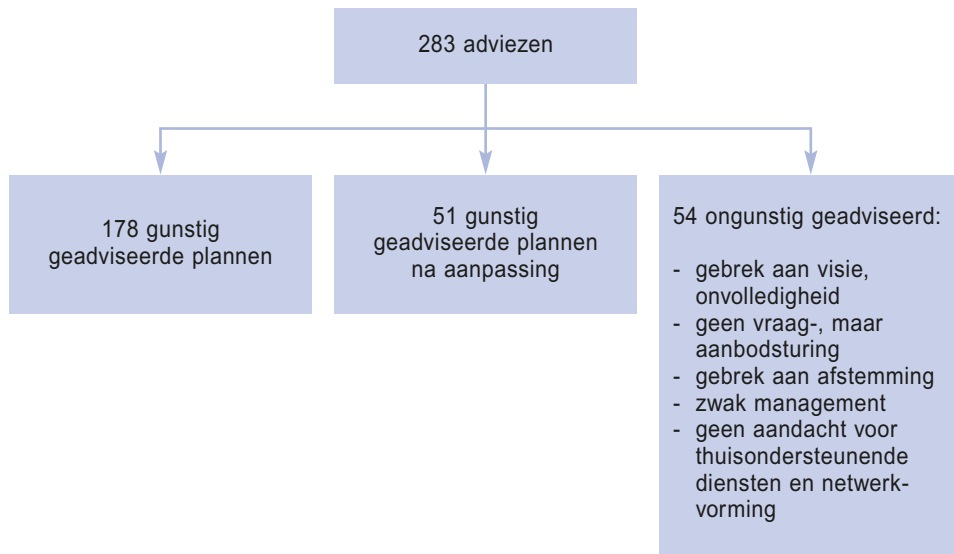 283 adviezen
178 gunstig
geadviseerde plannen
51 gunstig
geadviseerde plannen
na aanpassing
54 ongunstig geadviseerd:
- gebrek aan visie,
onvolledigheid
- geen vraag-, maar
aanbodsturing
- gebrek aan afstemming
- zwak management
- geen aandacht voor
thuisondersteunende
diensten en netwerk-
vorming